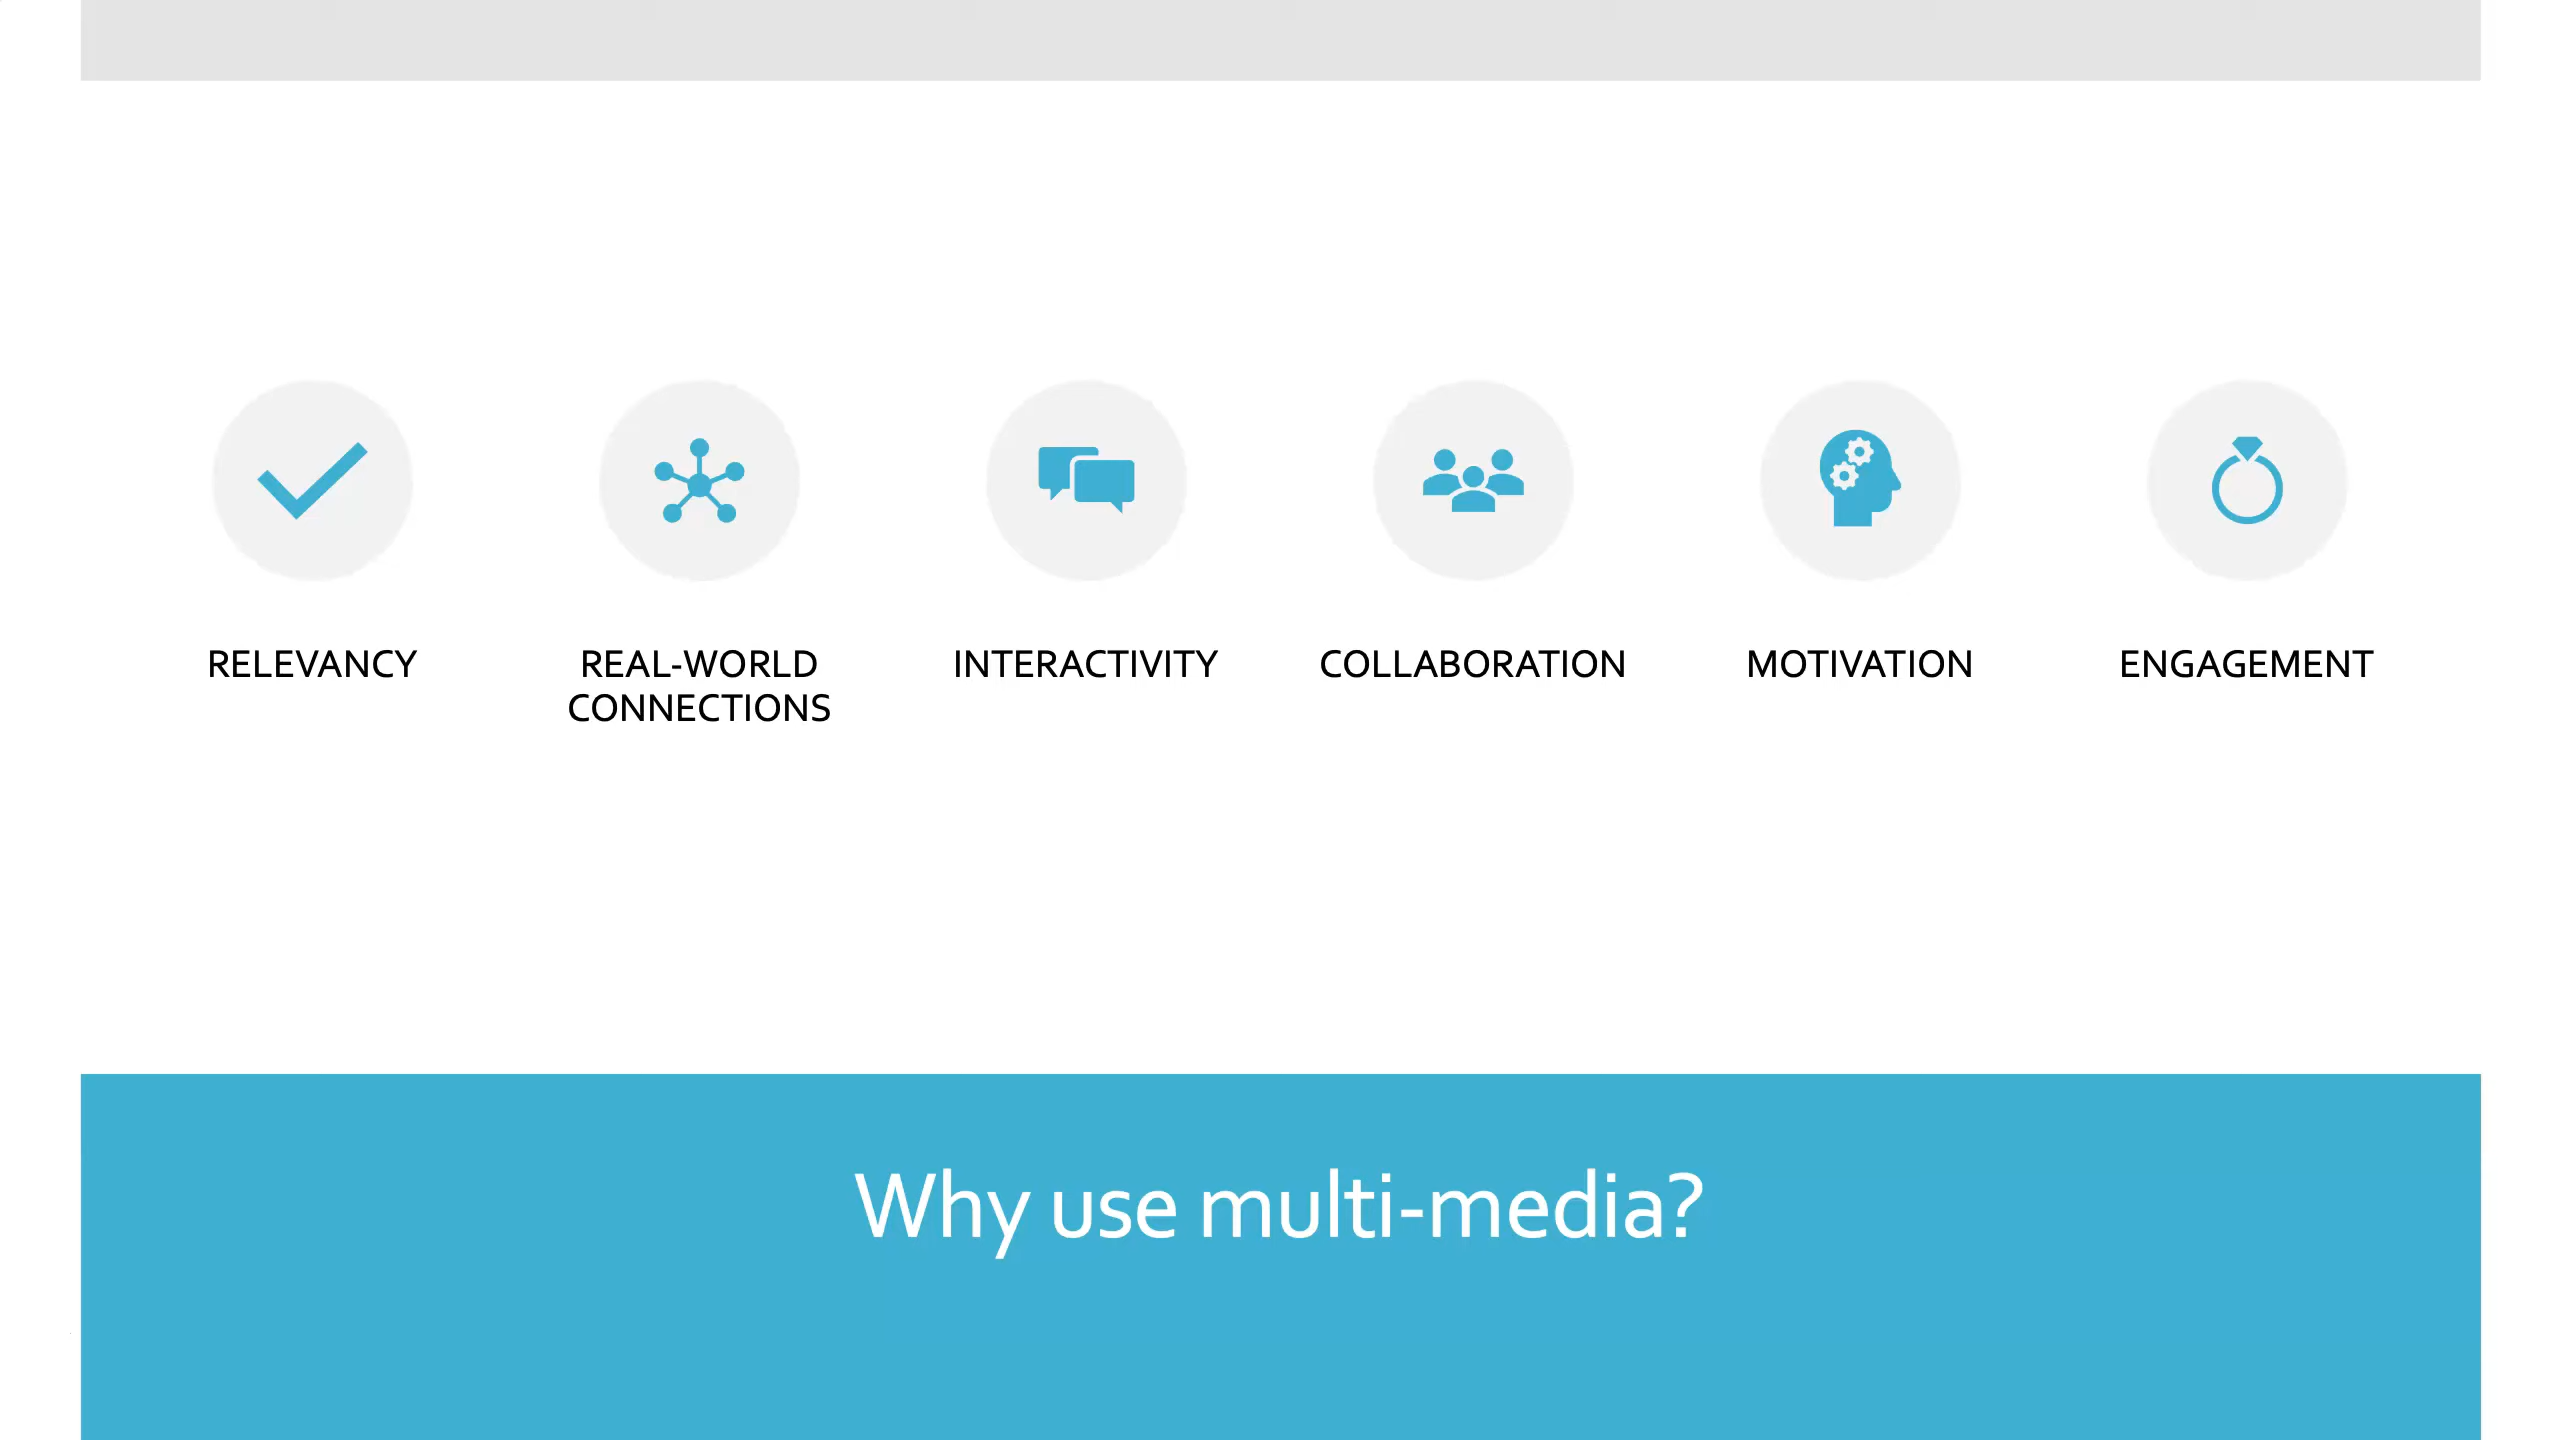 RELEVANCY
REAL-WORLD
CONNECTIONS
INTERACTIVITY
COLLABORATION
MOTIVATION
ENGAGEMENT
Why use multi-media?